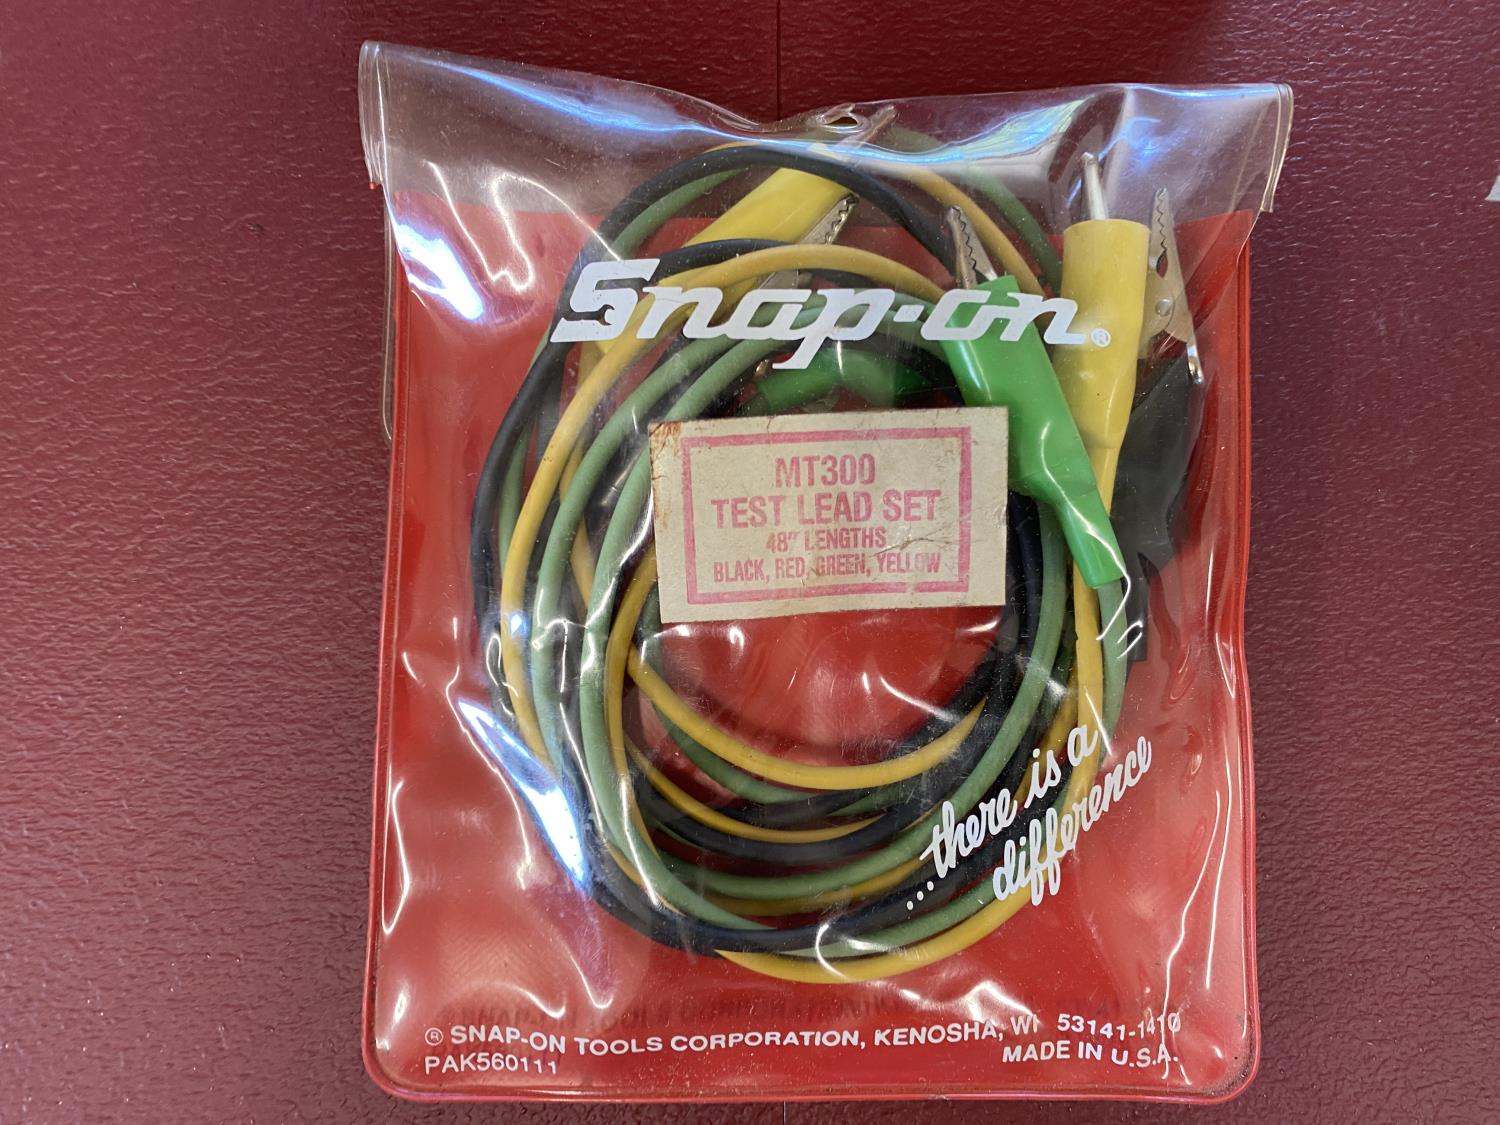 Snap-on®
MT300
TEST LEAD SET
48" LENGTHS
BLACK, RED, GREEN, YELLOW
...there is a
difference
® SNAP-ON TOOLS CORPORATION, KENOSHA, WI 53141-1410
PAK560111 MADE IN U.S.A.